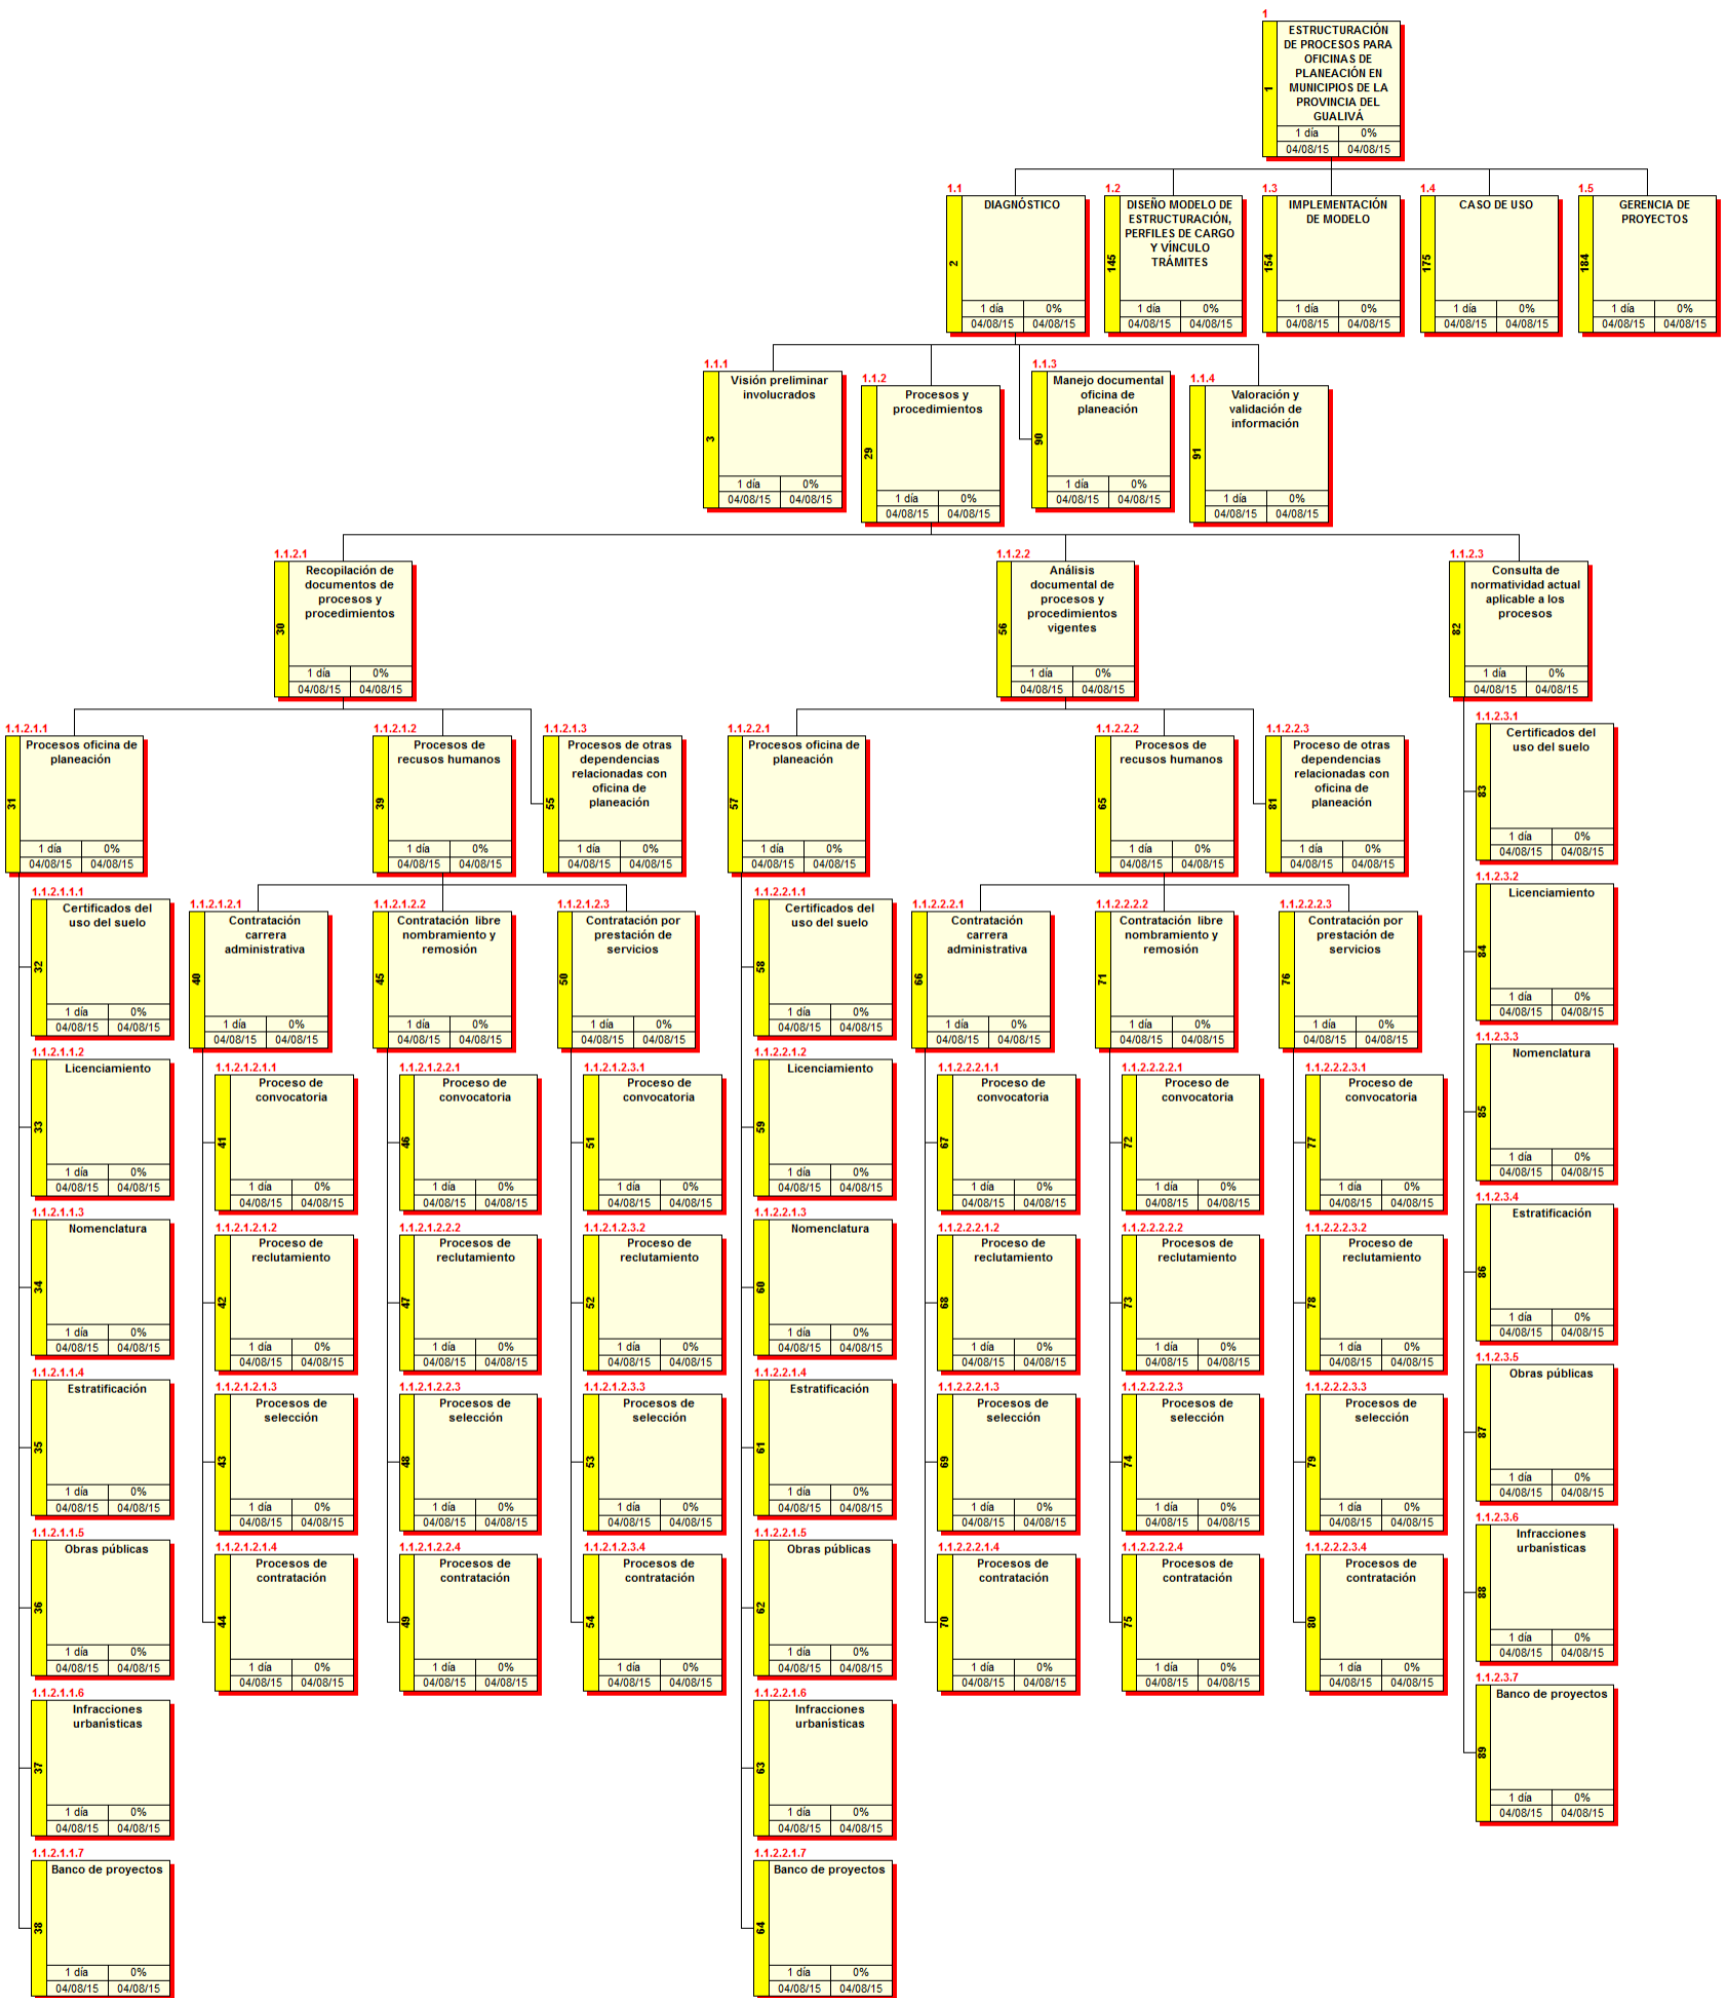 1
ESTRUCTURACIÓN
DE PROCESOS PARA
OFICINAS DE
PLANEACIÓN EN
MUNICIPIOS DE LA
PROVINCIA DEL
GUALIVÁ
1
1 día 0%
04/08/15 04/08/15
1.1
DIAGNÓSTICO
2
1 día 0%
04/08/15 04/08/15
1.2
DISEÑO MODELO DE
ESTRUCTURACIÓN,
PERFILES DE CARGO
Y VÍNCULO
TRÁMITES
145
1 día 0%
04/08/15 04/08/15
1.3
IMPLEMENTACIÓN
DE MODELO
154
1 día 0%
04/08/15 04/08/15
1.4
CASO DE USO
175
1 día 0%
04/08/15 04/08/15
1.5
GERENCIA DE
PROYECTOS
184
1 día 0%
04/08/15 04/08/15
1.1.1
Visión preliminar
involucrados
3
1 día 0%
04/08/15 04/08/15
1.1.2
Procesos y
procedimientos
29
1 día 0%
04/08/15 04/08/15
1.1.3
Manejo documental
oficina de
planeación
90
1 día 0%
04/08/15 04/08/15
1.1.4
Valoración y
validación de
información
91
1 día 0%
04/08/15 04/08/15
1.1.2.1
Recopilación de
documentos de
procesos y
procedimientos
30
1 día 0%
04/08/15 04/08/15
1.1.2.2
Análisis
documental de
procesos y
procedimientos
vigentes
56
1 día 0%
04/08/15 04/08/15
1.1.2.3
Consulta de
normatividad actual
aplicable a los
procesos
82
1 día 0%
04/08/15 04/08/15
1.1.2.1.1
Procesos oficina de
planeación
31
1 día 0%
04/08/15 04/08/15
1.1.2.1.2
Procesos de
recusos humanos
39
1 día 0%
04/08/15 04/08/15
1.1.2.1.3
Procesos de otras
dependencias
relacionadas con
oficina de
planeación
55
1 día 0%
04/08/15 04/08/15
1.1.2.2.1
Procesos oficina de
planeación
57
1 día 0%
04/08/15 04/08/15
1.1.2.2.2
Procesos de
recusos humanos
65
1 día 0%
04/08/15 04/08/15
1.1.2.2.3
Proceso de otras
dependencias
relacionadas con
oficina de
planeación
81
1 día 0%
04/08/15 04/08/15
1.1.2.3.1
Certificados del
uso del suelo
83
1 día 0%
04/08/15 04/08/15
1.1.2.1.1.1
Certificados del
uso del suelo
32
1 día 0%
04/08/15 04/08/15
1.1.2.1.2.1
Contratación
carrera
administrativa
40
1 día 0%
04/08/15 04/08/15
1.1.2.1.2.2
Contratación libre
nombramiento y
remosión
45
1 día 0%
04/08/15 04/08/15
1.1.2.1.2.3
Contratación por
prestación de
servicios
50
1 día 0%
04/08/15 04/08/15
1.1.2.2.1.1
Certificados del
uso del suelo
58
1 día 0%
04/08/15 04/08/15
1.1.2.2.2.1
Contratación
carrera
administrativa
66
1 día 0%
04/08/15 04/08/15
1.1.2.2.2.2
Contratación libre
nombramiento y
remosión
71
1 día 0%
04/08/15 04/08/15
1.1.2.2.2.3
Contratación por
prestación de
servicios
76
1 día 0%
04/08/15 04/08/15
1.1.2.3.2
Licenciamiento
84
1 día 0%
04/08/15 04/08/15
1.1.2.1.1.2
Licenciamiento
33
1 día 0%
04/08/15 04/08/15
1.1.2.1.2.1.1
Proceso de
convocatoria
41
1 día 0%
04/08/15 04/08/15
1.1.2.1.2.2.1
Proceso de
convocatoria
46
1 día 0%
04/08/15 04/08/15
1.1.2.1.2.3.1
Proceso de
convocatoria
51
1 día 0%
04/08/15 04/08/15
1.1.2.2.1.2
Licenciamiento
59
1 día 0%
04/08/15 04/08/15
1.1.2.2.2.1.1
Proceso de
convocatoria
67
1 día 0%
04/08/15 04/08/15
1.1.2.2.2.2.1
Proceso de
convocatoria
72
1 día 0%
04/08/15 04/08/15
1.1.2.2.2.3.1
Proceso de
convocatoria
77
1 día 0%
04/08/15 04/08/15
1.1.2.3.3
Nomenclatura
85
1 día 0%
04/08/15 04/08/15
1.1.2.1.1.3
Nomenclatura
34
1 día 0%
04/08/15 04/08/15
1.1.2.1.2.1.2
Proceso de
reclutamiento
42
1 día 0%
04/08/15 04/08/15
1.1.2.1.2.2.2
Procesos de
reclutamiento
47
1 día 0%
04/08/15 04/08/15
1.1.2.1.2.3.2
Proceso de
reclutamiento
52
1 día 0%
04/08/15 04/08/15
1.1.2.2.1.3
Nomenclatura
60
1 día 0%
04/08/15 04/08/15
1.1.2.2.2.1.2
Proceso de
reclutamiento
68
1 día 0%
04/08/15 04/08/15
1.1.2.2.2.2.2
Procesos de
reclutamiento
73
1 día 0%
04/08/15 04/08/15
1.1.2.2.2.3.2
Proceso de
reclutamiento
78
1 día 0%
04/08/15 04/08/15
1.1.2.3.4
Estratificación
86
1 día 0%
04/08/15 04/08/15
1.1.2.1.1.4
Estratificación
35
1 día 0%
04/08/15 04/08/15
1.1.2.1.2.1.3
Procesos de
selección
43
1 día 0%
04/08/15 04/08/15
1.1.2.1.2.2.3
Procesos de
selección
48
1 día 0%
04/08/15 04/08/15
1.1.2.1.2.3.3
Procesos de
selección
53
1 día 0%
04/08/15 04/08/15
1.1.2.2.1.4
Estratificación
61
1 día 0%
04/08/15 04/08/15
1.1.2.2.2.1.3
Procesos de
selección
69
1 día 0%
04/08/15 04/08/15
1.1.2.2.2.2.3
Procesos de
selección
74
1 día 0%
04/08/15 04/08/15
1.1.2.2.2.3.3
Procesos de
selección
79
1 día 0%
04/08/15 04/08/15
1.1.2.3.5
Obras públicas
87
1 día 0%
04/08/15 04/08/15
1.1.2.1.1.5
Obras públicas
36
1 día 0%
04/08/15 04/08/15
1.1.2.1.2.1.4
Procesos de
contratación
44
1 día 0%
04/08/15 04/08/15
1.1.2.1.2.2.4
Procesos de
contratación
49
1 día 0%
04/08/15 04/08/15
1.1.2.1.2.3.4
Procesos de
contratación
54
1 día 0%
04/08/15 04/08/15
1.1.2.2.1.5
Obras públicas
62
1 día 0%
04/08/15 04/08/15
1.1.2.2.2.1.4
Procesos de
contratación
70
1 día 0%
04/08/15 04/08/15
1.1.2.2.2.2.4
Procesos de
contratación
75
1 día 0%
04/08/15 04/08/15
1.1.2.2.2.3.4
Procesos de
contratación
80
1 día 0%
04/08/15 04/08/15
1.1.2.3.6
Infracciones
urbanísticas
88
1 día 0%
04/08/15 04/08/15
1.1.2.1.1.6
Infracciones
urbanísticas
37
1 día 0%
04/08/15 04/08/15
1.1.2.2.1.6
Infracciones
urbanísticas
63
1 día 0%
04/08/15 04/08/15
1.1.2.3.7
Banco de proyectos
89
1 día 0%
04/08/15 04/08/15
1.1.2.1.1.7
Banco de proyectos
38
1 día 0%
04/08/15 04/08/15
1.1.2.2.1.7
Banco de proyectos
64
1 día 0%
04/08/15 04/08/15